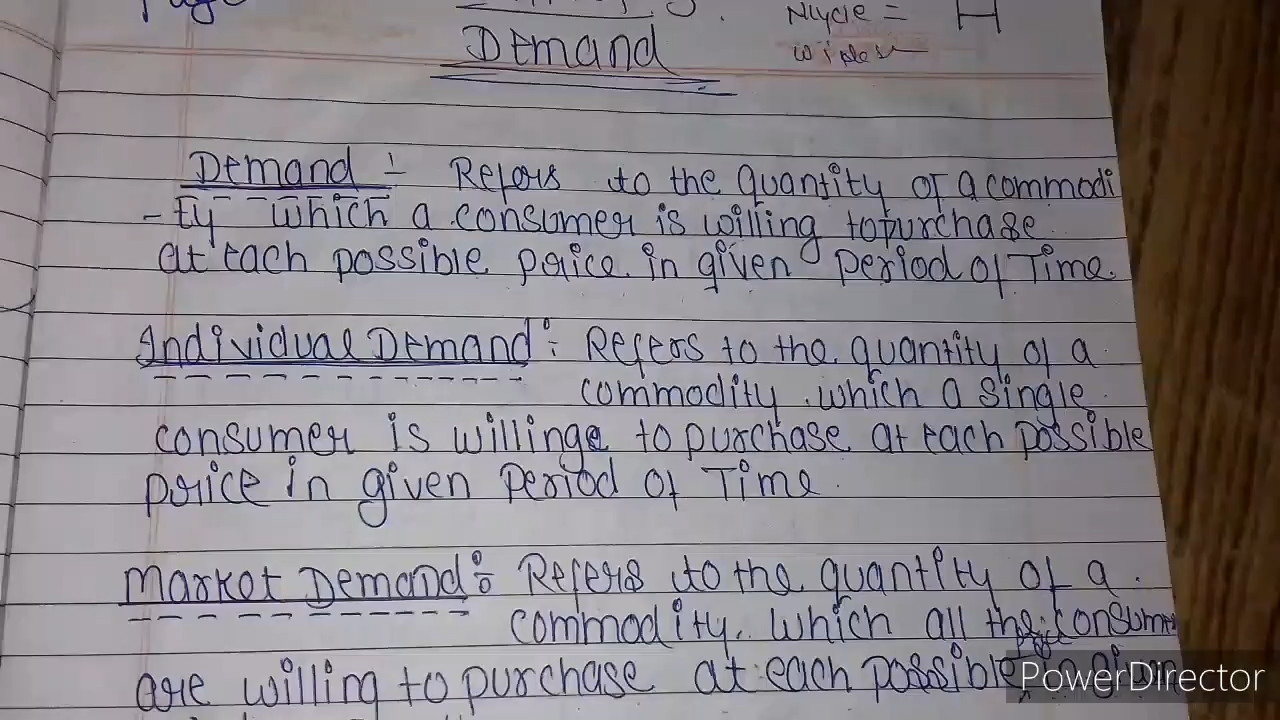 Demand
Demand :- Refers to the quantity of a commodi
-ty which a consumer is willing to purchase
at each possible price in given period of Time.
Individual Demand :- Refers to the quantity of a
commodity which a single
consumer is willinge to purchase at each possible
price in given Period of Time.
Market Demand :- Refers to the quantity of a
commodity, which all the consum
are willing to purchase at each possible
PowerDirector